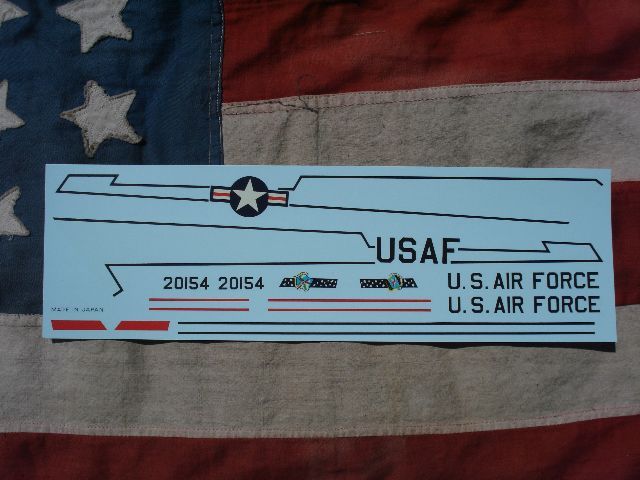 USAF
20154 20154
U.S. AIR FORCE
U.S. AIR FORCE
MADE IN JAPAN